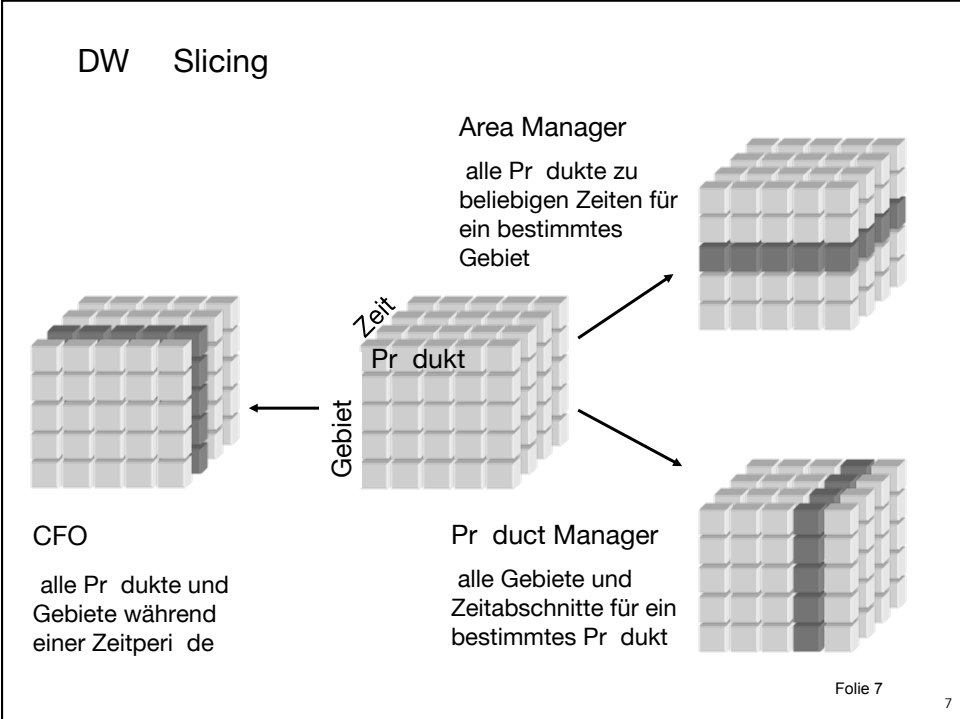 DW Slicing
Area Manager
alle Pr dukte zu
beliebigen Zeiten für
ein bestimmtes
Gebiet
Zeit
Pr dukt
Gebiet
CFO
alle Pr dukte und
Gebiete während
einer Zeitperi de
Pr duct Manager
alle Gebiete und
Zeitabschnitte für ein
bestimmtes Pr dukt
Folie 7
7